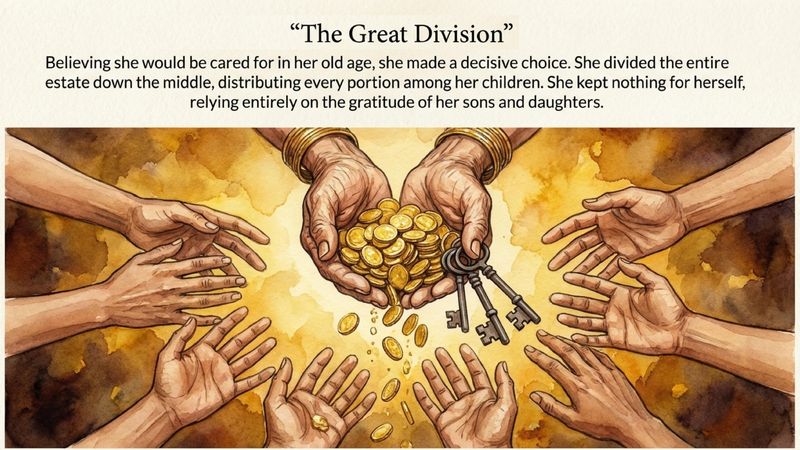 “The Great Division”
Believing she would be cared for in her old age, she made a decisive choice. She divided the entire
estate down the middle, distributing every portion among her children. She kept nothing for herself,
relying entirely on the gratitude of her sons and daughters.